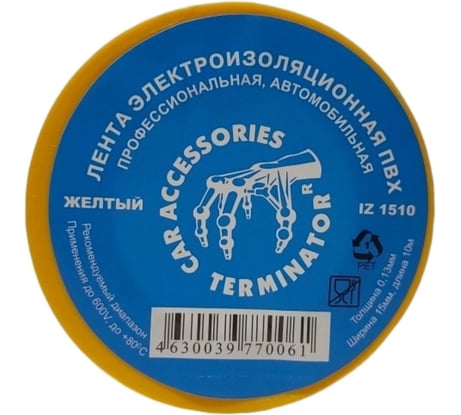 ЛЕНТА ЭЛЕКТРОИЗОЛЯЦИОННАЯ ПВХ
ПРОФЕССИОНАЛЬНАЯ, АВТОМОБИЛЬНАЯ
CAR ACCESSORIES
TERMINATOR®
ЖЕЛТЫЙ
IZ 1510
Рекомендуемый диапазон
Применения до 600V, до +80°C
PET
Толщина 0,13мм
Ширина 15мм, длина 10м
4 630039 770061